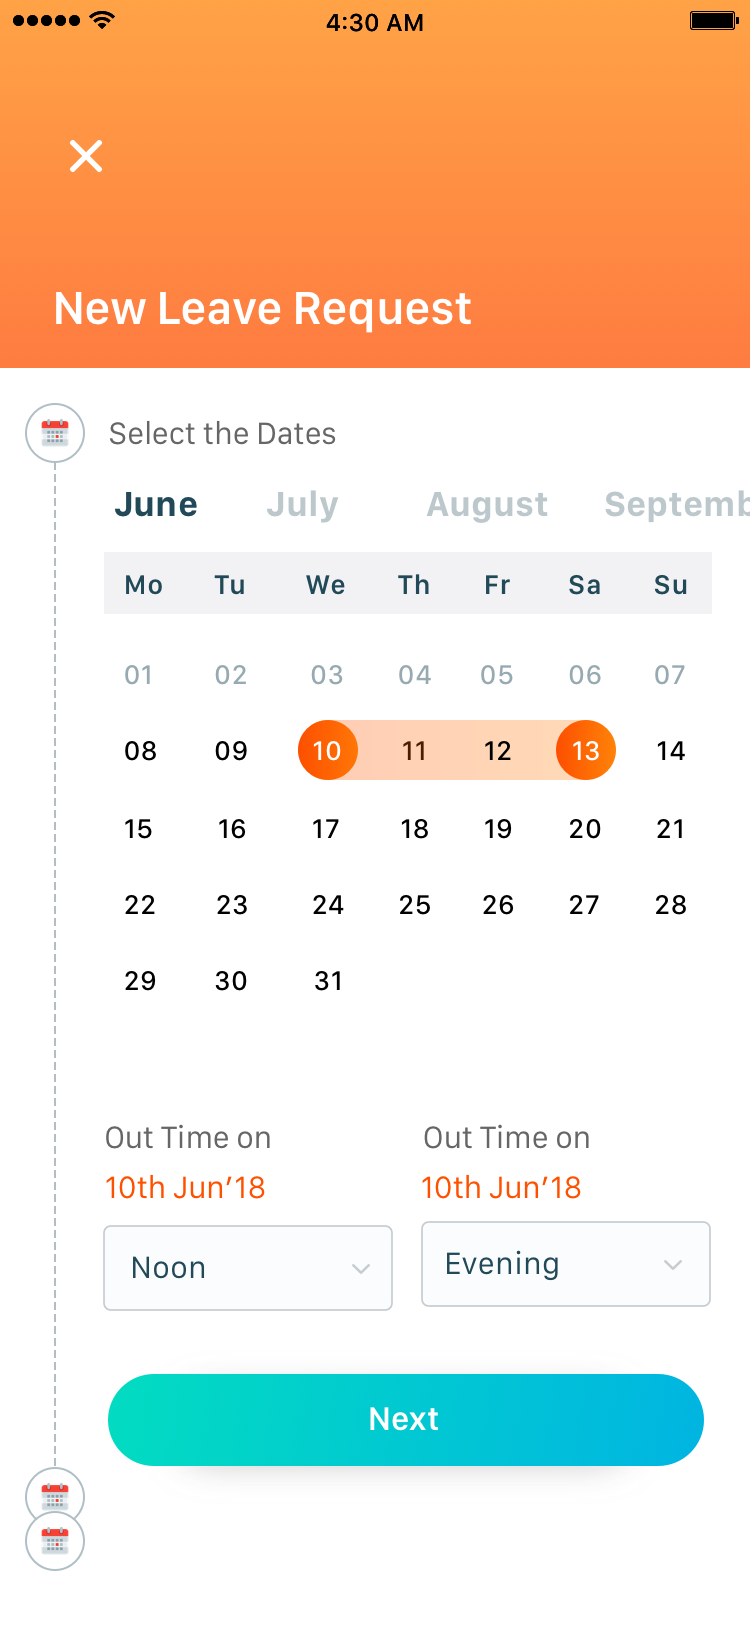 4:30 AM
New Leave Request
Select the Dates
June July August Septemb
Mo Tu We Th Fr Sa Su
01 02 03 04 05 06 07
08 09 10 11 12 13 14
15 16 17 18 19 20 21
22 23 24 25 26 27 28
29 30 31
Out Time on Out Time on
10th Jun’18 10th Jun’18
Noon Evening
Next